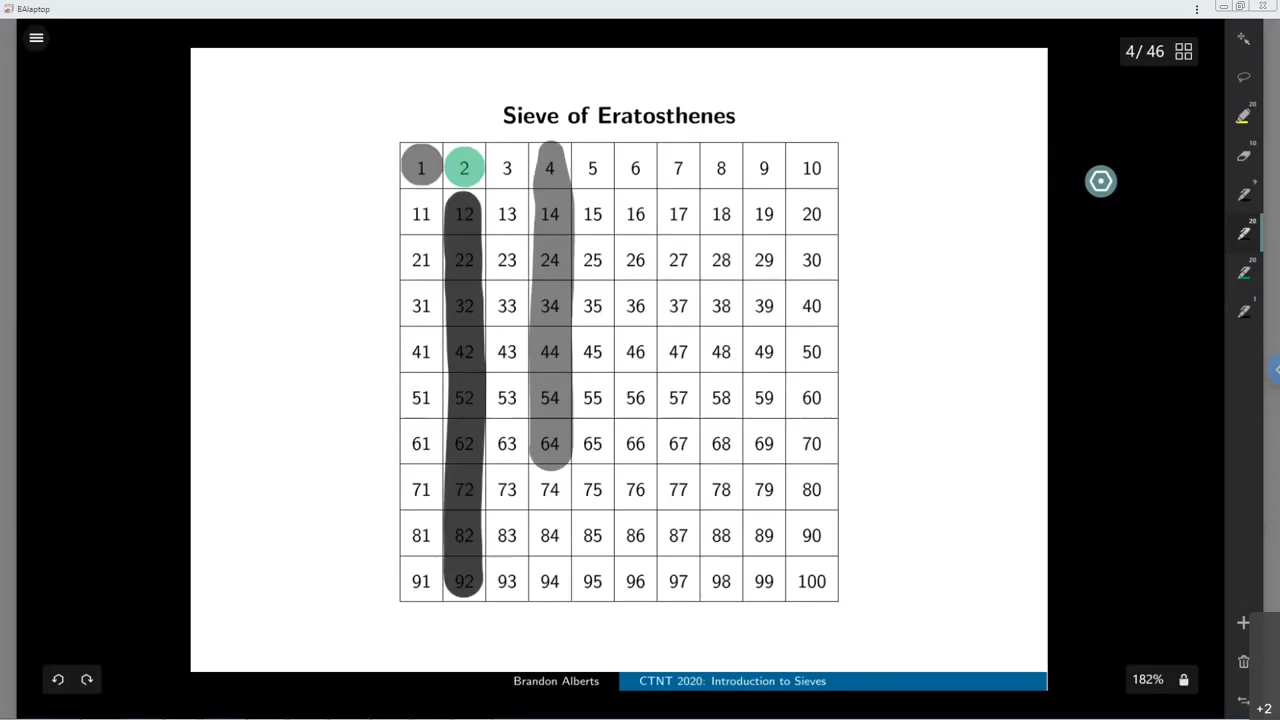 BAlaptop
4/ 46
Sieve of Eratosthenes
1 2 3 4 5 6 7 8 9 10
11 12 13 14 15 16 17 18 19 20
21 22 23 24 25 26 27 28 29 30
31 32 33 34 35 36 37 38 39 40
41 42 43 44 45 46 47 48 49 50
51 52 53 54 55 56 57 58 59 60
61 62 63 64 65 66 67 68 69 70
71 72 73 74 75 76 77 78 79 80
81 82 83 84 85 86 87 88 89 90
91 92 93 94 95 96 97 98 99 100
Brandon Alberts CTNT 2020: Introduction to Sieves
182%
20
10
9
20
20
1
+2